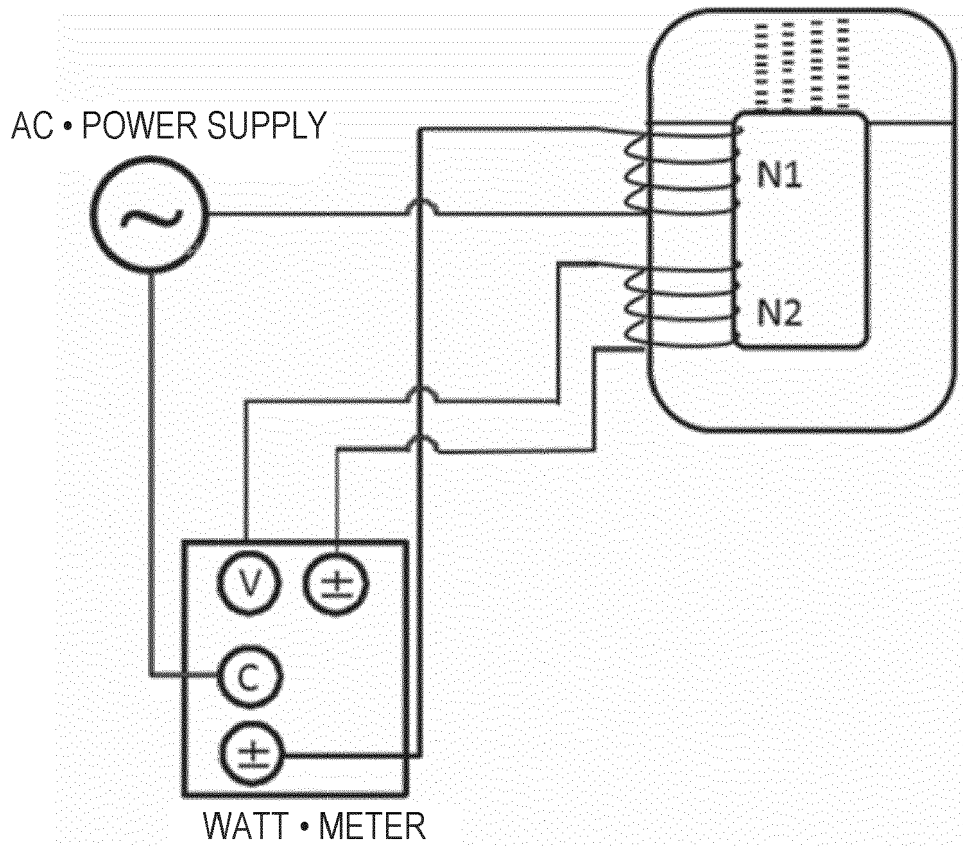 AC • POWER SUPPLY
~
N1
N2
V ±
C
±
WATT • METER